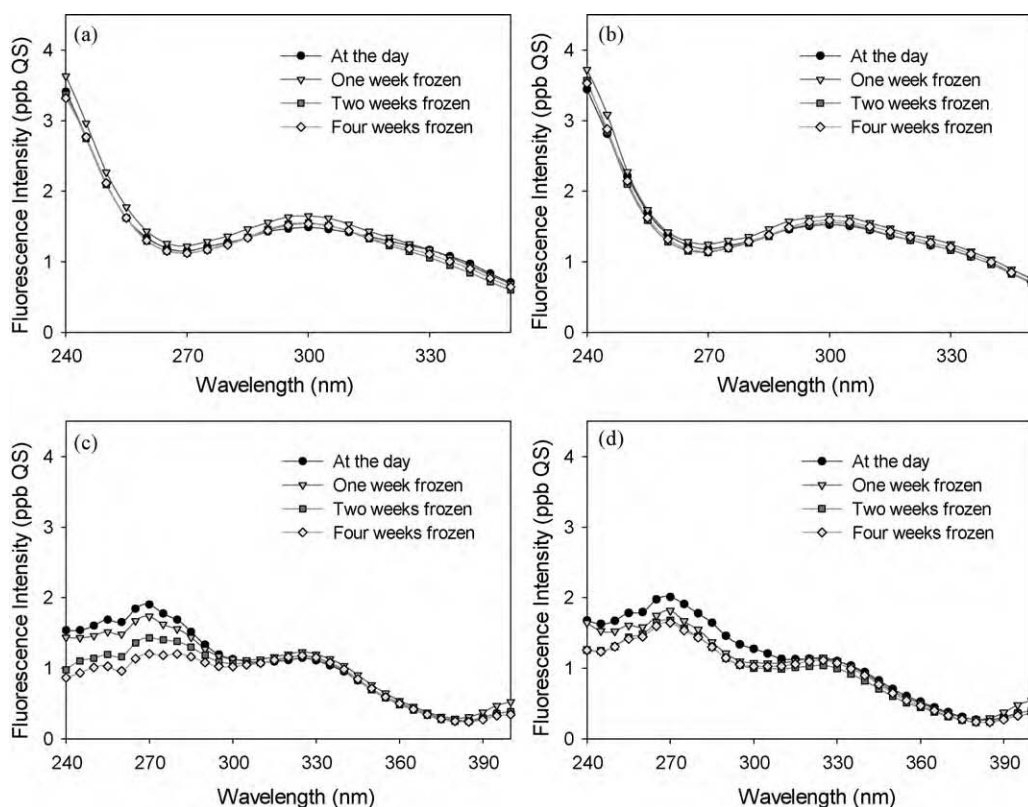 (a)
At the day
One week frozen
Two weeks frozen
Four weeks frozen
Fluorescence Intensity (ppb QS)
4
3
2
1
0
240 270 300 330
Wavelength (nm)
(b)
At the day
One week frozen
Two weeks frozen
Four weeks frozen
Fluorescence Intensity (ppb QS)
4
3
2
1
0
240 270 300 330
Wavelength (nm)
(c)
At the day
One week frozen
Two weeks frozen
Four weeks frozen
Fluorescence Intensity (ppb QS)
4
3
2
1
0
240 270 300 330 360 390
Wavelength (nm)
(d)
At the day
One week frozen
Two weeks frozen
Four weeks frozen
Fluorescence Intensity (ppb QS)
4
3
2
1
0
240 270 300 330 360 390
Wavelength (nm)